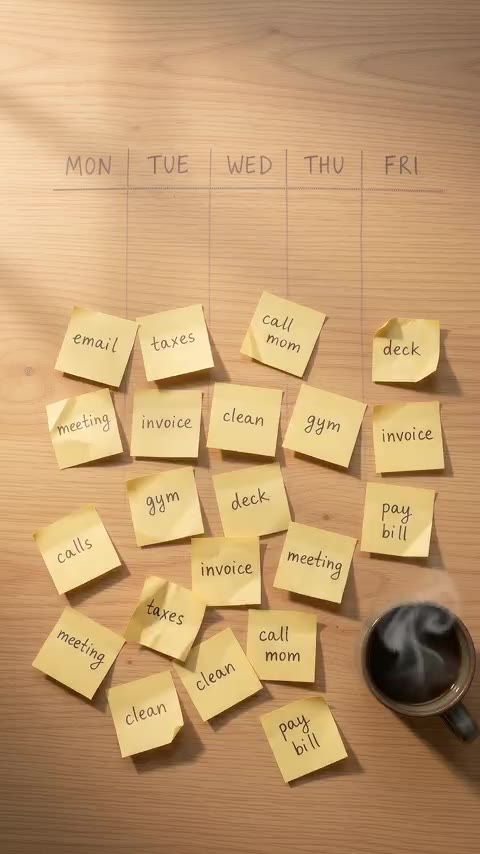 MON TUE WED THU FRI
email
taxes
call
mom
deck
meeting
invoice
clean
gym
invoice
gym
deck
pay
bill
calls
invoice
meeting
taxes
meeting
clean
call
mom
clean
pay
bill